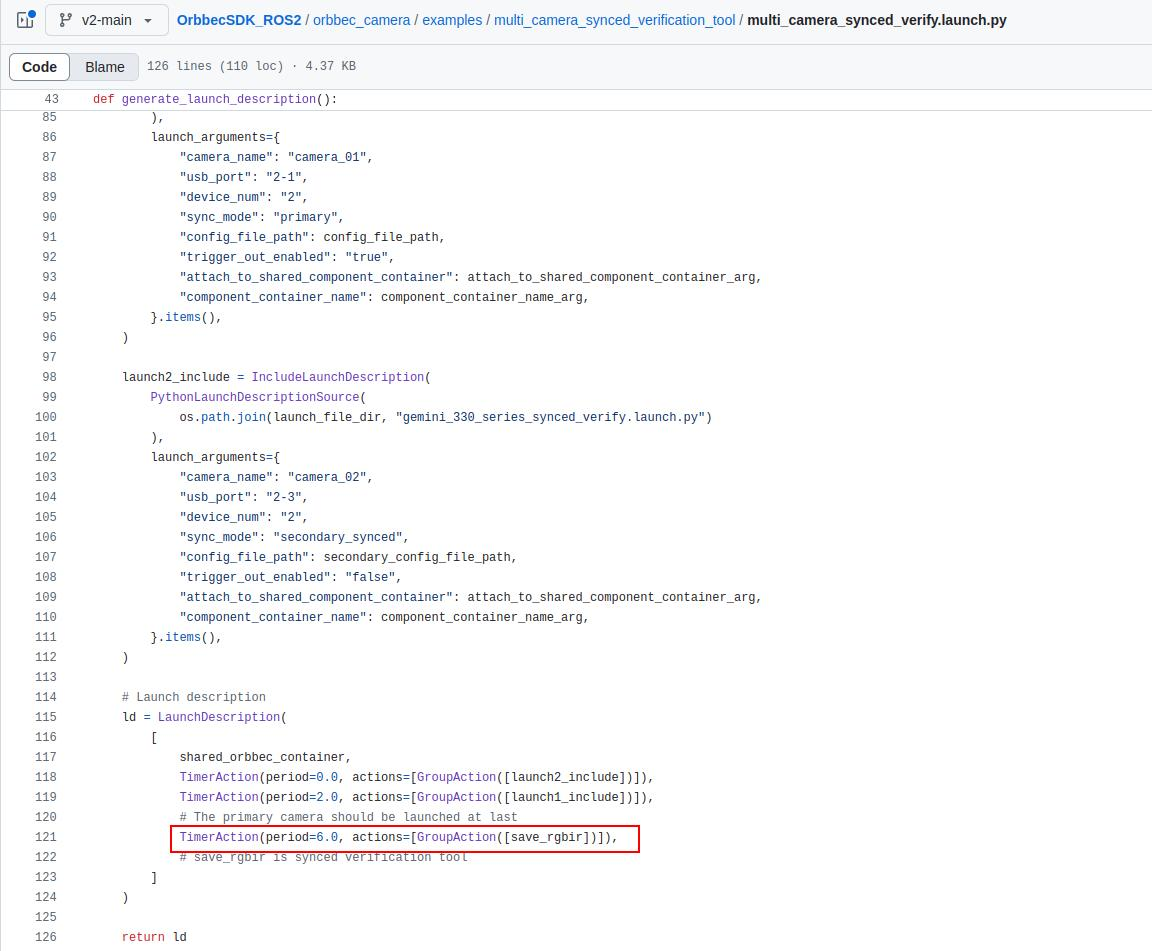 v2-main OrbbecSDK_ROS2 / orbbec_camera / examples / multi_camera_synced_verification_tool / multi_camera_synced_verify.launch.py
Code Blame 126 lines (110 loc) · 4.37 KB
43 def generate_launch_description():
85 ),
86 launch_arguments={
87 "camera_name": "camera_01",
88 "usb_port": "2-1",
89 "device_num": "2",
90 "sync_mode": "primary",
91 "config_file_path": config_file_path,
92 "trigger_out_enabled": "true",
93 "attach_to_shared_component_container": attach_to_shared_component_container_arg,
94 "component_container_name": component_container_name_arg,
95 }.items(),
96 )
97
98 launch2_include = IncludeLaunchDescription(
99 PythonLaunchDescriptionSource(
100 os.path.join(launch_file_dir, "gemini_330_series_synced_verify.launch.py")
101 ),
102 launch_arguments={
103 "camera_name": "camera_02",
104 "usb_port": "2-3",
105 "device_num": "2",
106 "sync_mode": "secondary_synced",
107 "config_file_path": secondary_config_file_path,
108 "trigger_out_enabled": "false",
109 "attach_to_shared_component_container": attach_to_shared_component_container_arg,
110 "component_container_name": component_container_name_arg,
111 }.items(),
112 )
113
114 # Launch description
115 ld = LaunchDescription(
116 [
117 shared_orbbec_container,
118 TimerAction(period=0.0, actions=[GroupAction([launch2_include])]),
119 TimerAction(period=2.0, actions=[GroupAction([launch1_include])]),
120 # The primary camera should be launched at last
121 TimerAction(period=6.0, actions=[GroupAction([save_rgbir])]),
122 # save_rgbir is synced verification tool
123 ]
124 )
125
126 return ld